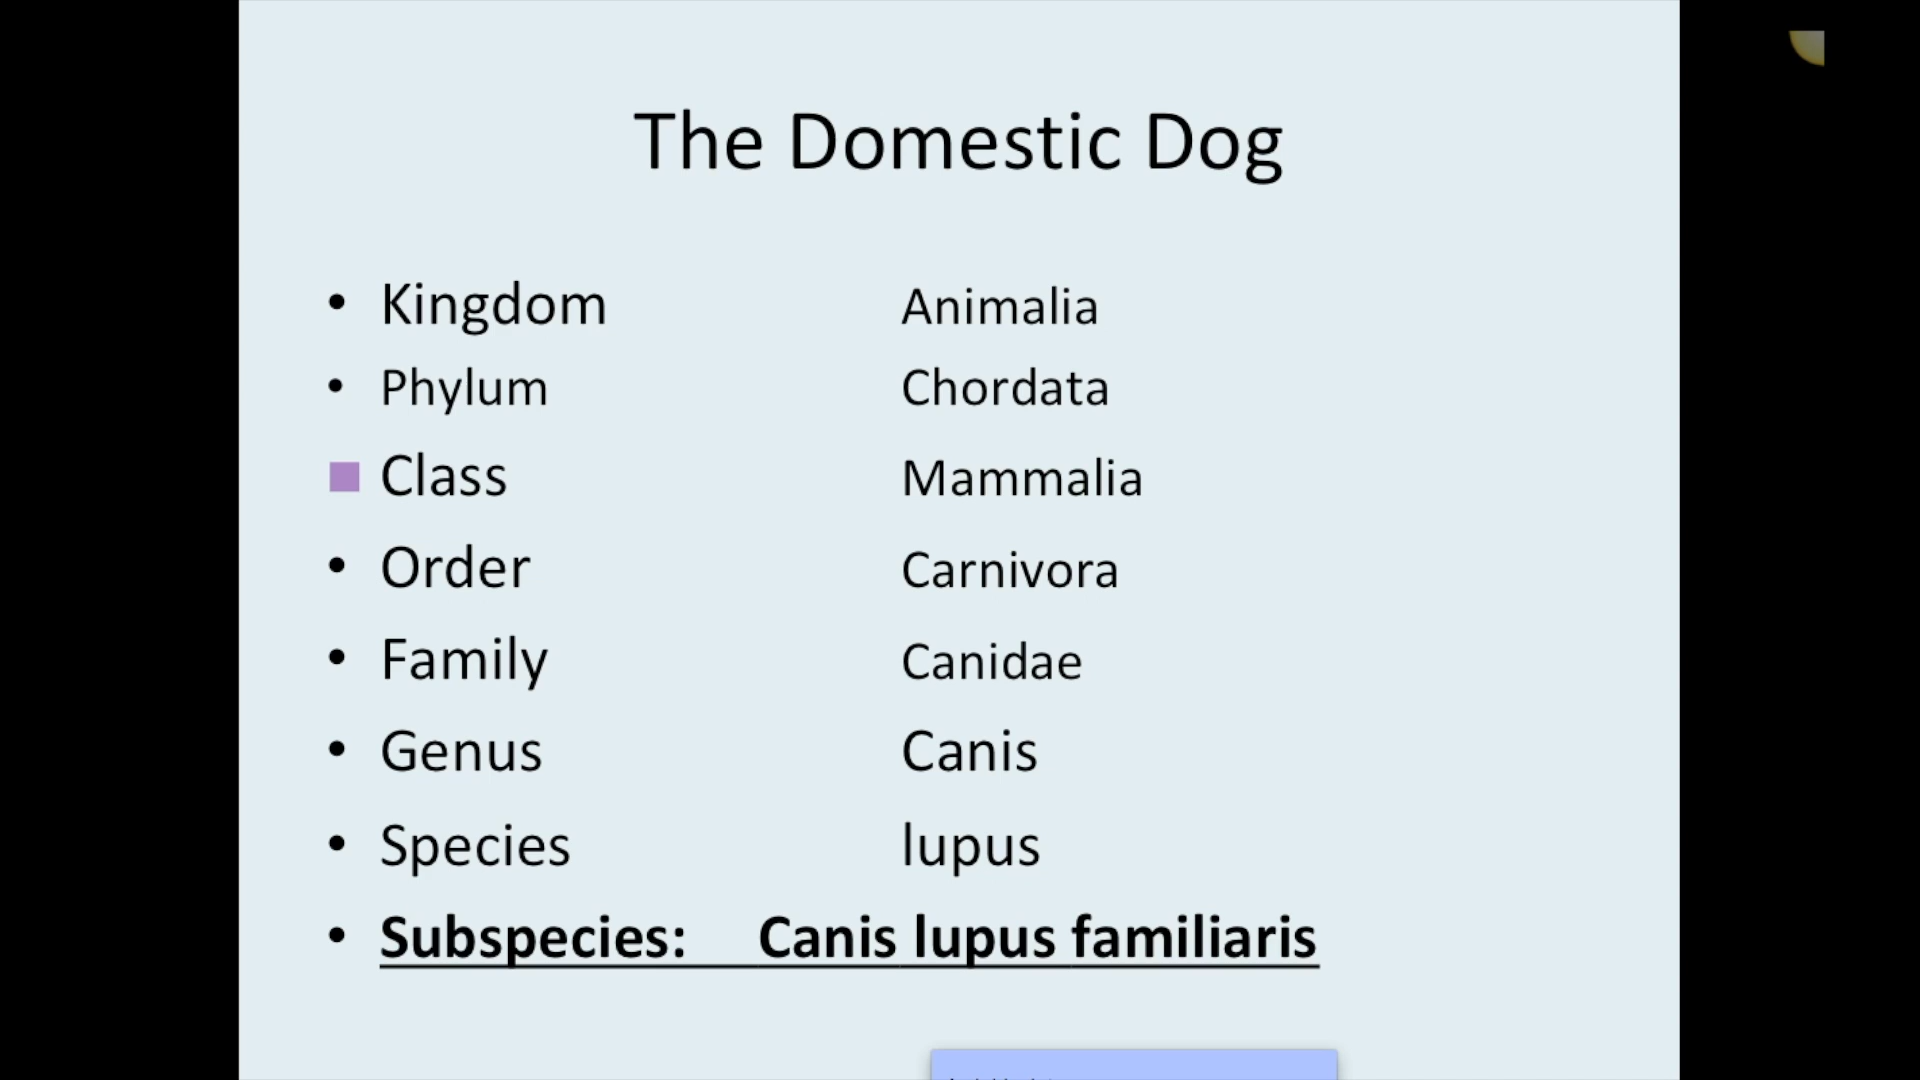 The Domestic Dog
• Kingdom Animalia
• Phylum Chordata
Class Mammalia
• Order Carnivora
• Family Canidae
• Genus Canis
• Species lupus
• Subspecies: Canis lupus familiaris